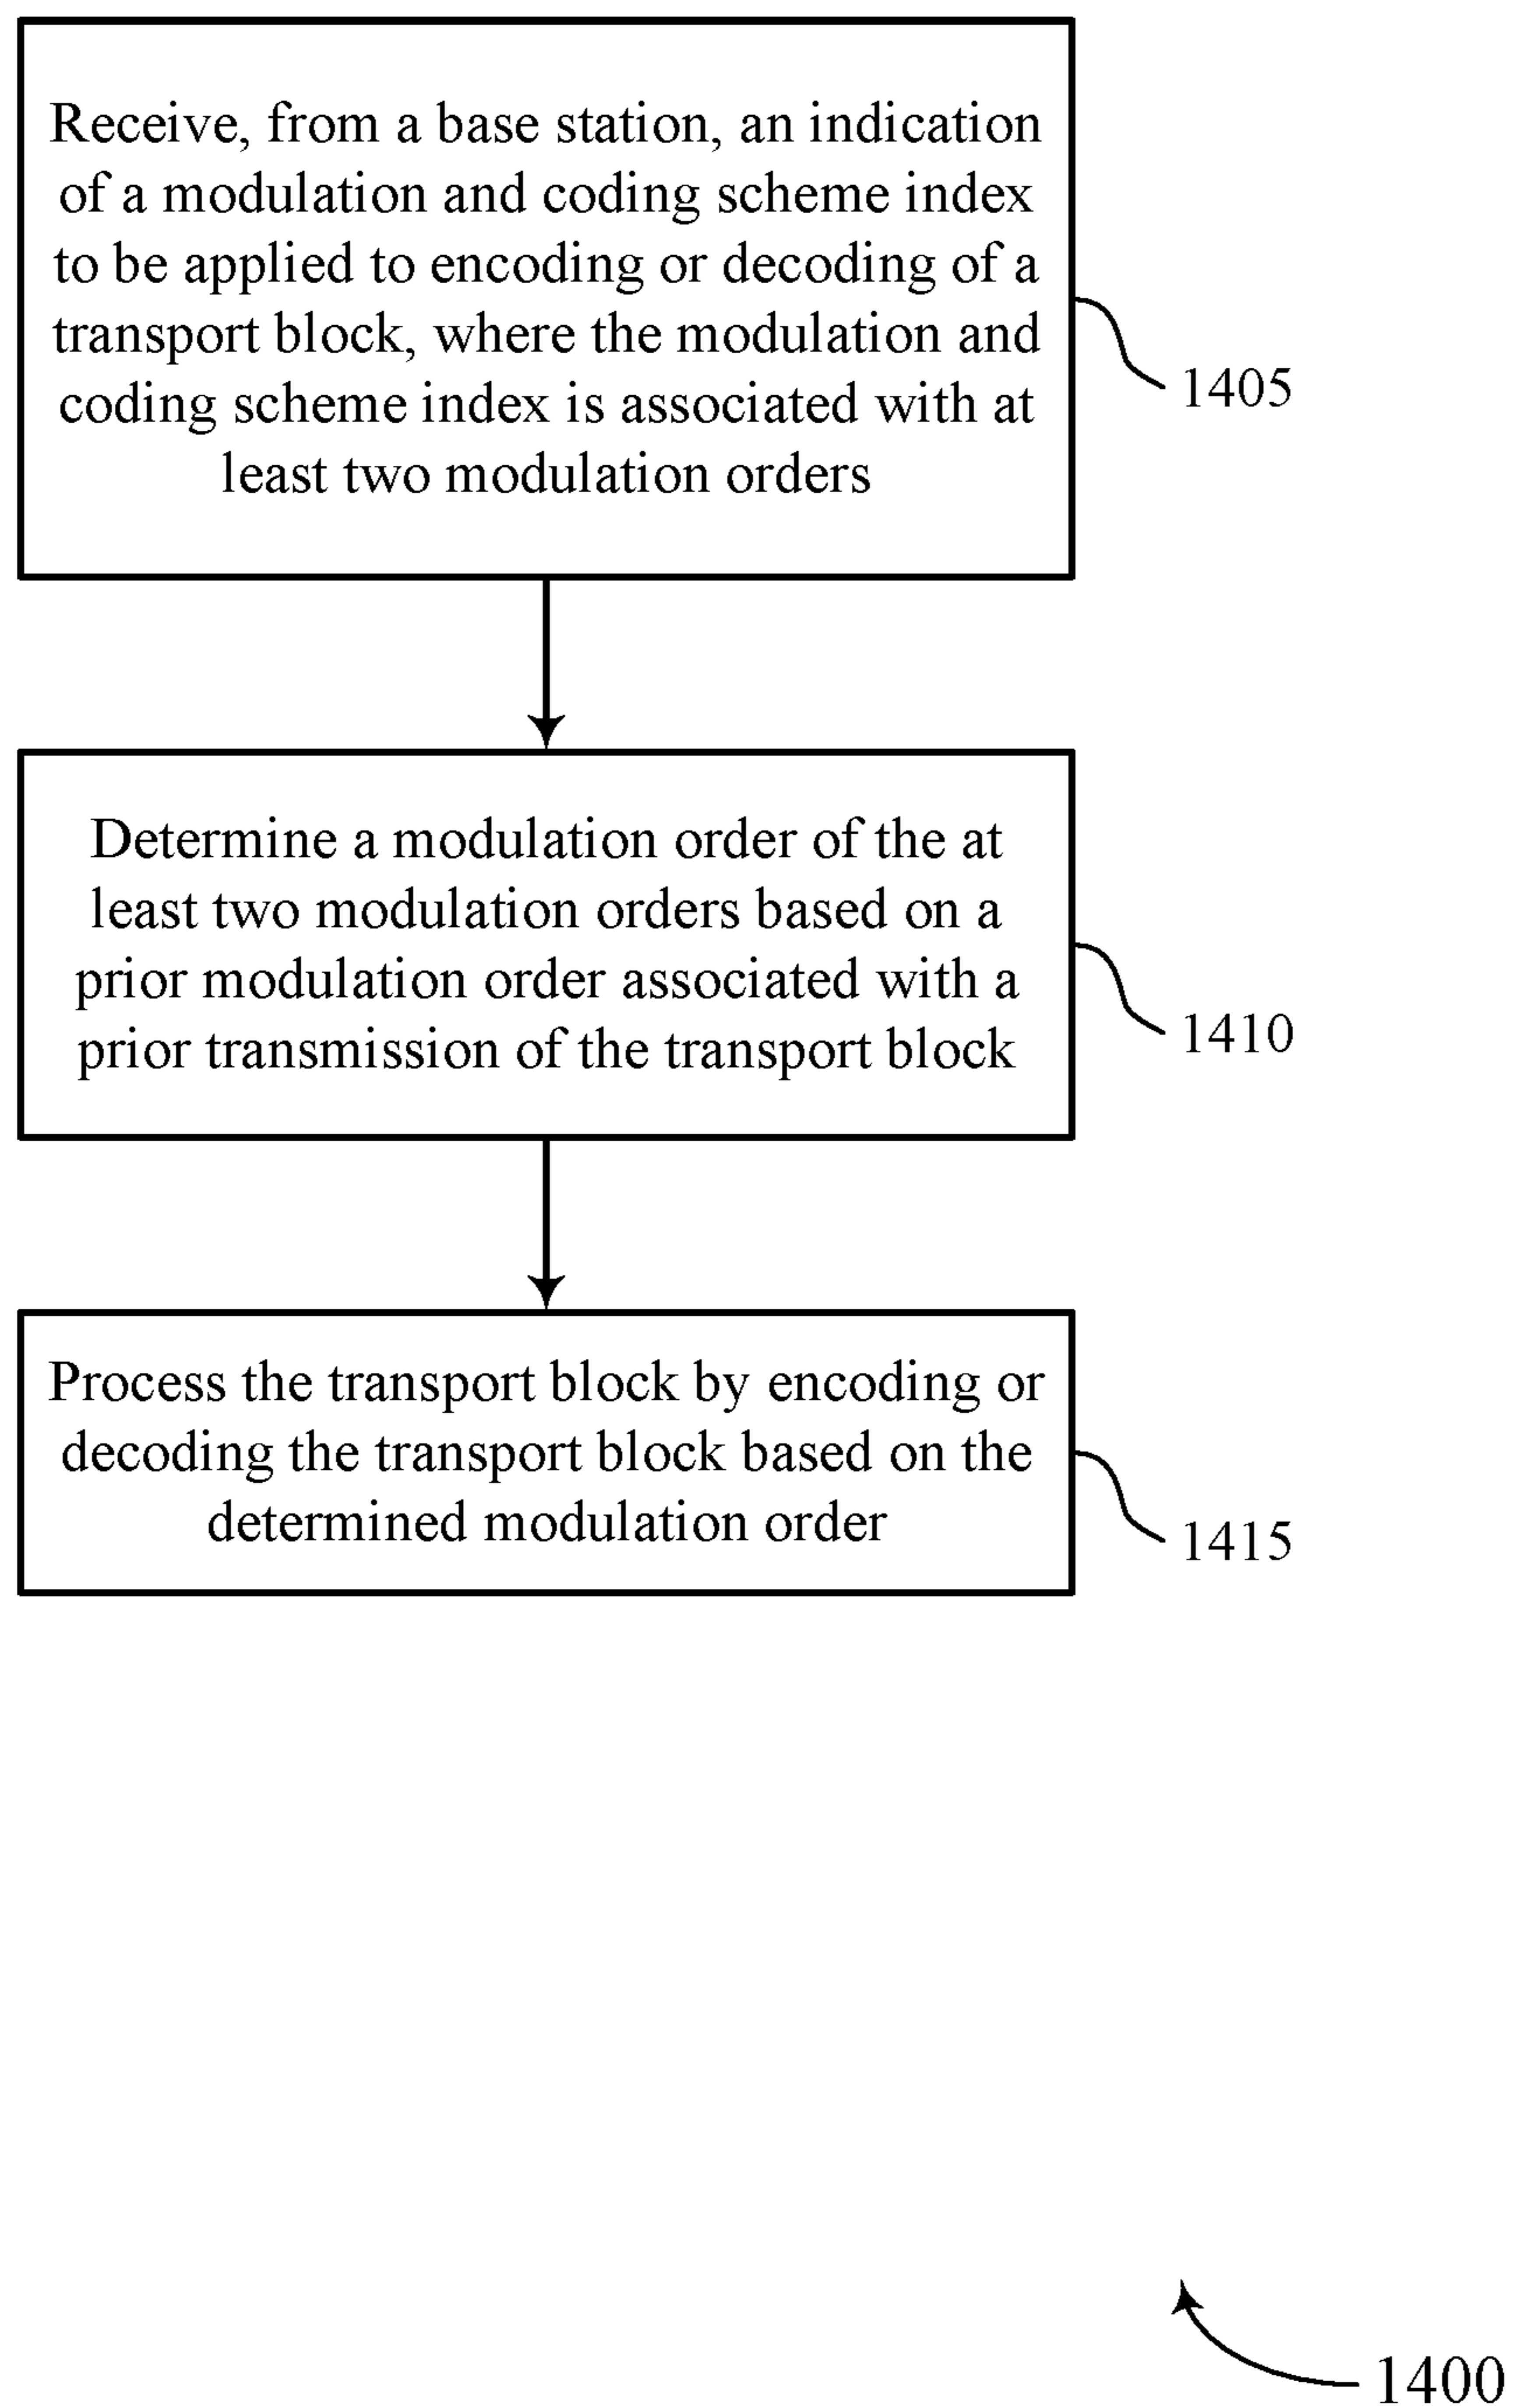 Receive, from a base station, an indication
of a modulation and coding scheme index
to be applied to encoding or decoding of a
transport block, where the modulation and
coding scheme index is associated with at
least two modulation orders
1405
Determine a modulation order of the at
least two modulation orders based on a
prior modulation order associated with a
prior transmission of the transport block
1410
Process the transport block by encoding or
decoding the transport block based on the
determined modulation order
1415
1400